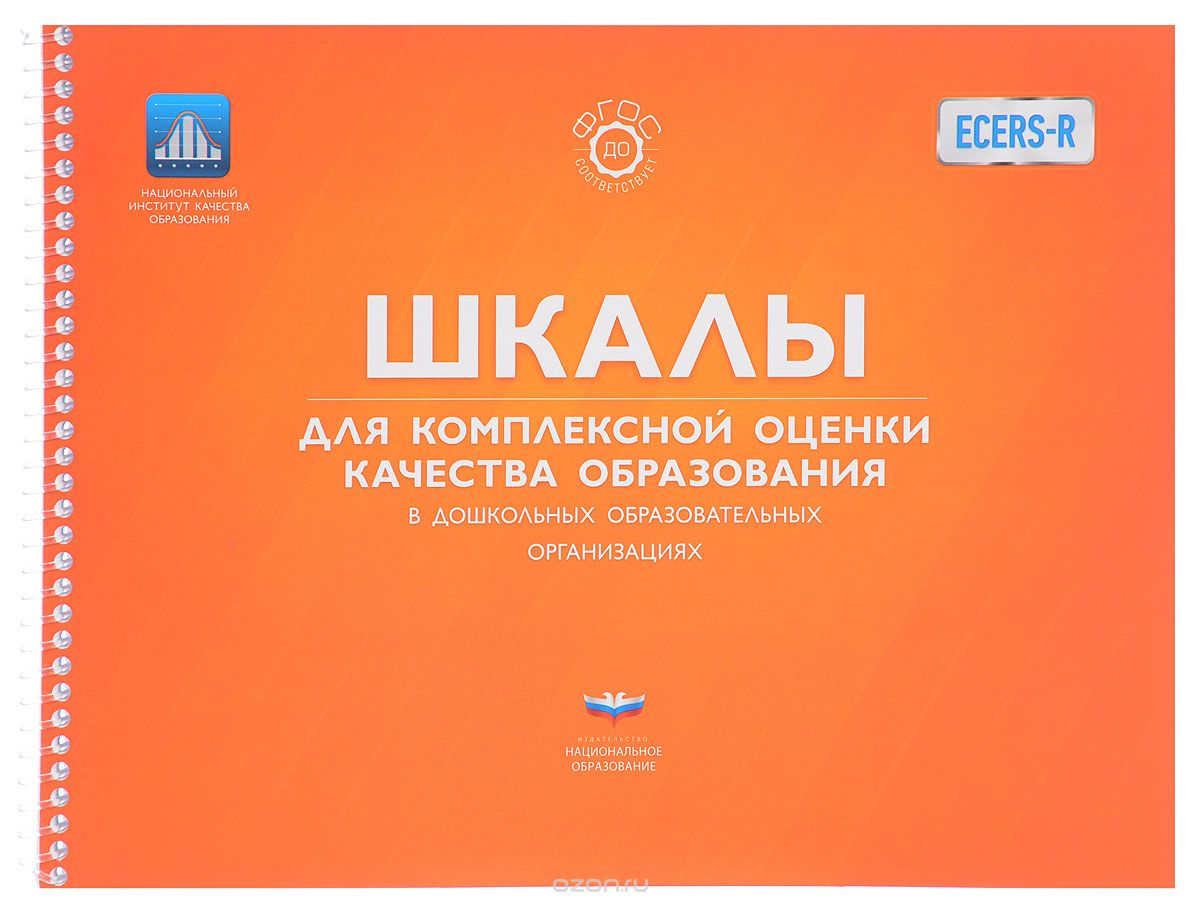 НАЦИОНАЛЬНЫЙ
ИНСТИТУТ КАЧЕСТВА
ОБРАЗОВАНИЯ
ФГОС
ДО
СООТВЕТСТВУЕТ
ECERS-R
ШКАЛЫ
ДЛЯ КОМПЛЕКСНОЙ ОЦЕНКИ
КАЧЕСТВА ОБРАЗОВАНИЯ
В ДОШКОЛЬНЫХ ОБРАЗОВАТЕЛЬНЫХ
ОРГАНИЗАЦИЯХ
ИЗДАТЕЛЬСТВО
НАЦИОНАЛЬНОЕ
ОБРАЗОВАНИЕ
ozon.ru